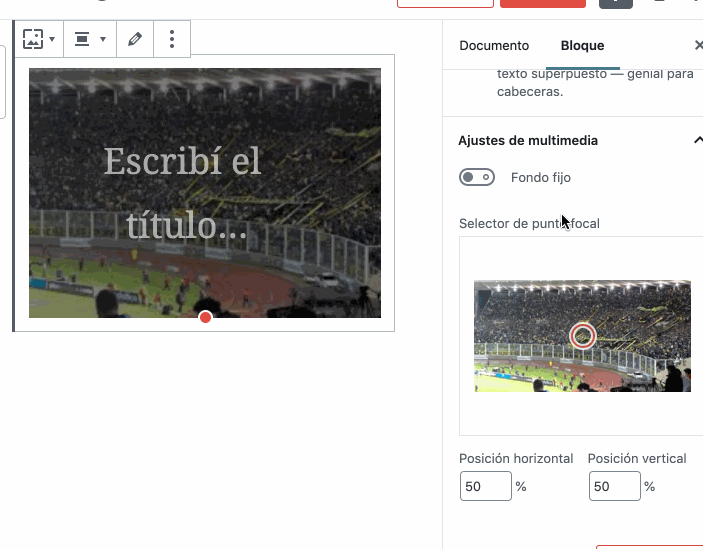 Documento
Bloque
texto superpuesto — genial para
cabeceras.
Escribí el
título...
Ajustes de multimedia
Fondo fijo
Selector de punto focal
Posición horizontal
Posición vertical
50 %
50 %